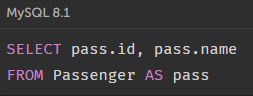 MySQL 8.1
SELECT pass.id, pass.name
FROM Passenger AS pass